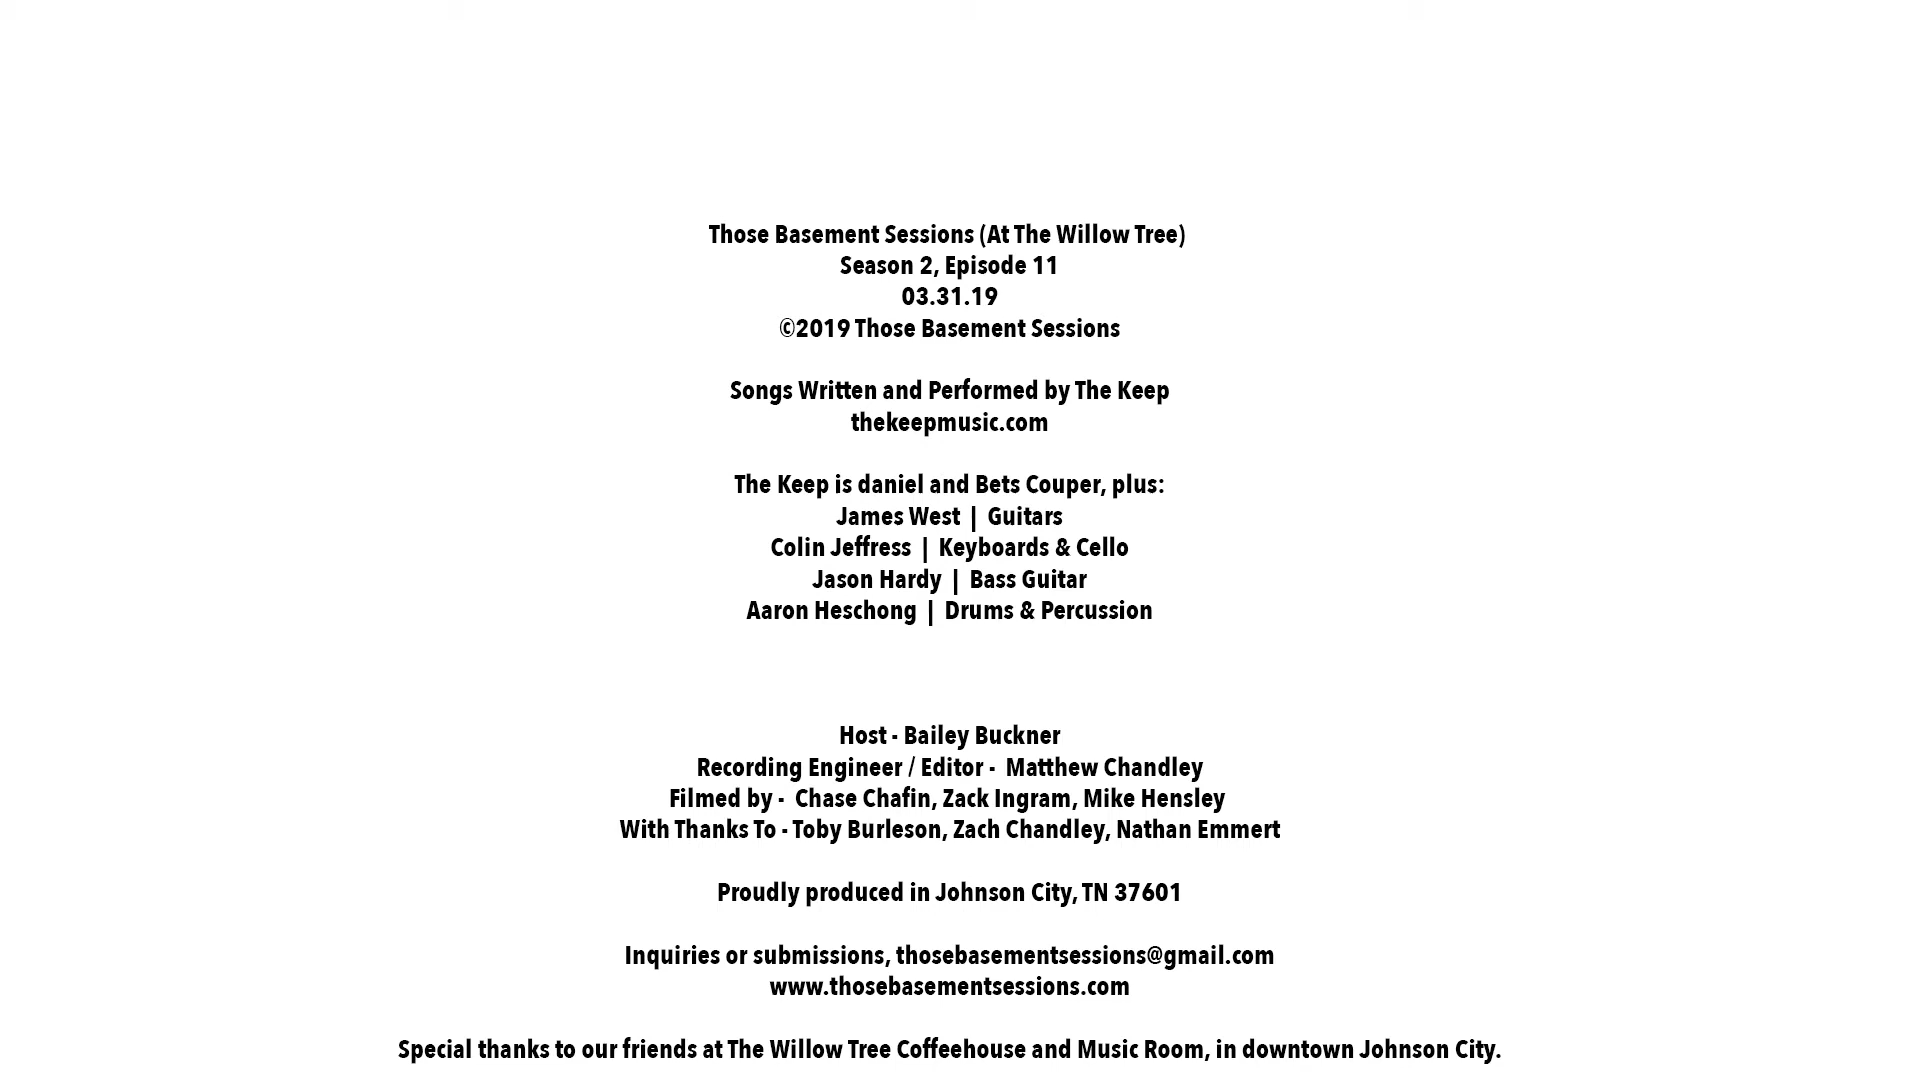 Those Basement Sessions (At The Willow Tree)
Season 2, Episode 11
03.31.19
©2019 Those Basement Sessions
Songs Written and Performed by The Keep
thekeepmusic.com
The Keep is daniel and Bets Couper, plus:
James West | Guitars
Colin Jeffress | Keyboards & Cello
Jason Hardy | Bass Guitar
Aaron Heschong | Drums & Percussion
Host - Bailey Buckner
Recording Engineer / Editor - Matthew Chandley
Filmed by - Chase Chafin, Zack Ingram, Mike Hensley
With Thanks To - Toby Burleson, Zach Chandley, Nathan Emmert
Proudly produced in Johnson City, TN 37601
Inquiries or submissions, thosebasementsessions@gmail.com
www.thosebasementsessions.com
Special thanks to our friends at The Willow Tree Coffeehouse and Music Room, in downtown Johnson City.